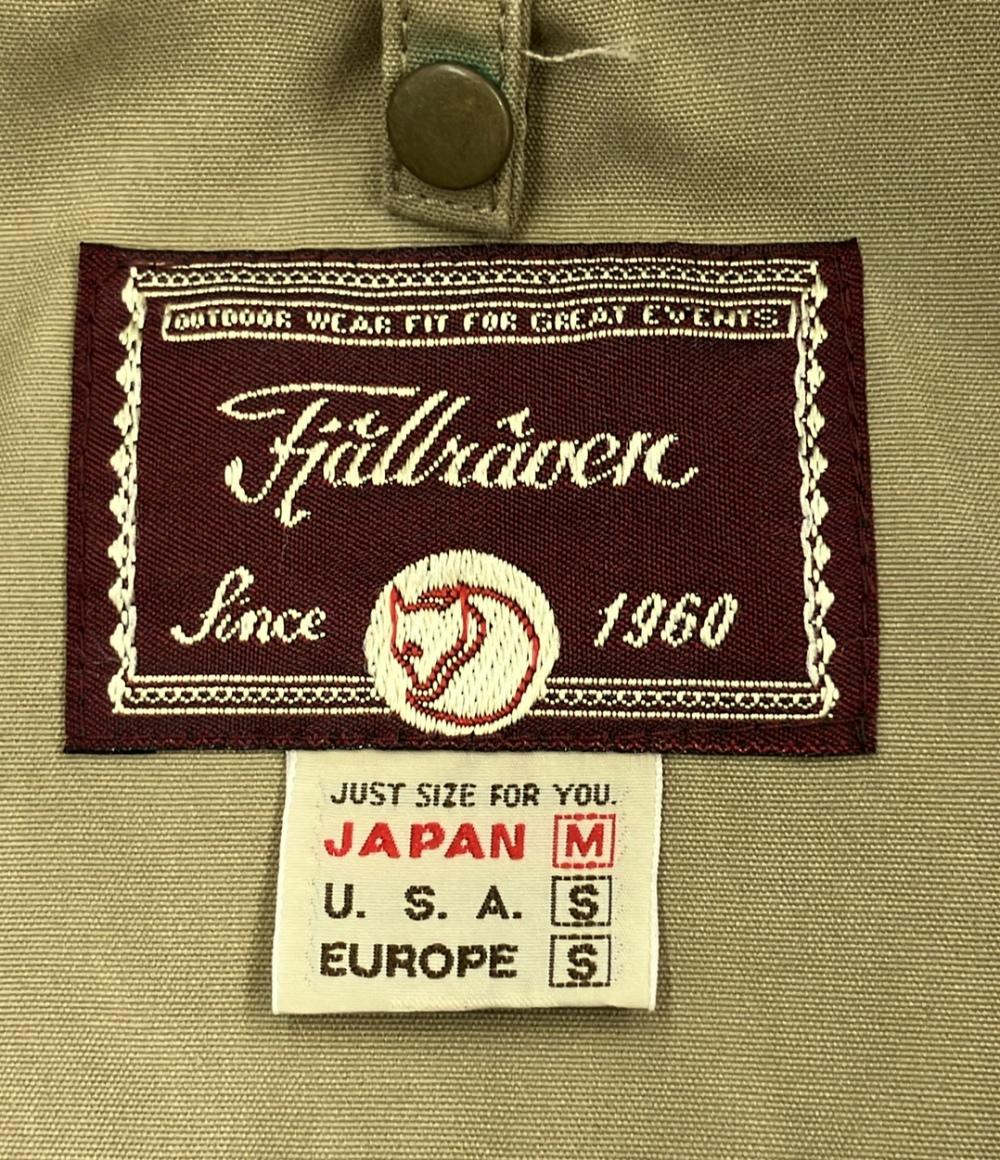 OUTDOOR WEAR FIT FOR GREAT EVENTS
Fjällräven
Since 1960
JUST SIZE FOR YOU.
JAPAN M
U. S. A. S
EUROPE S